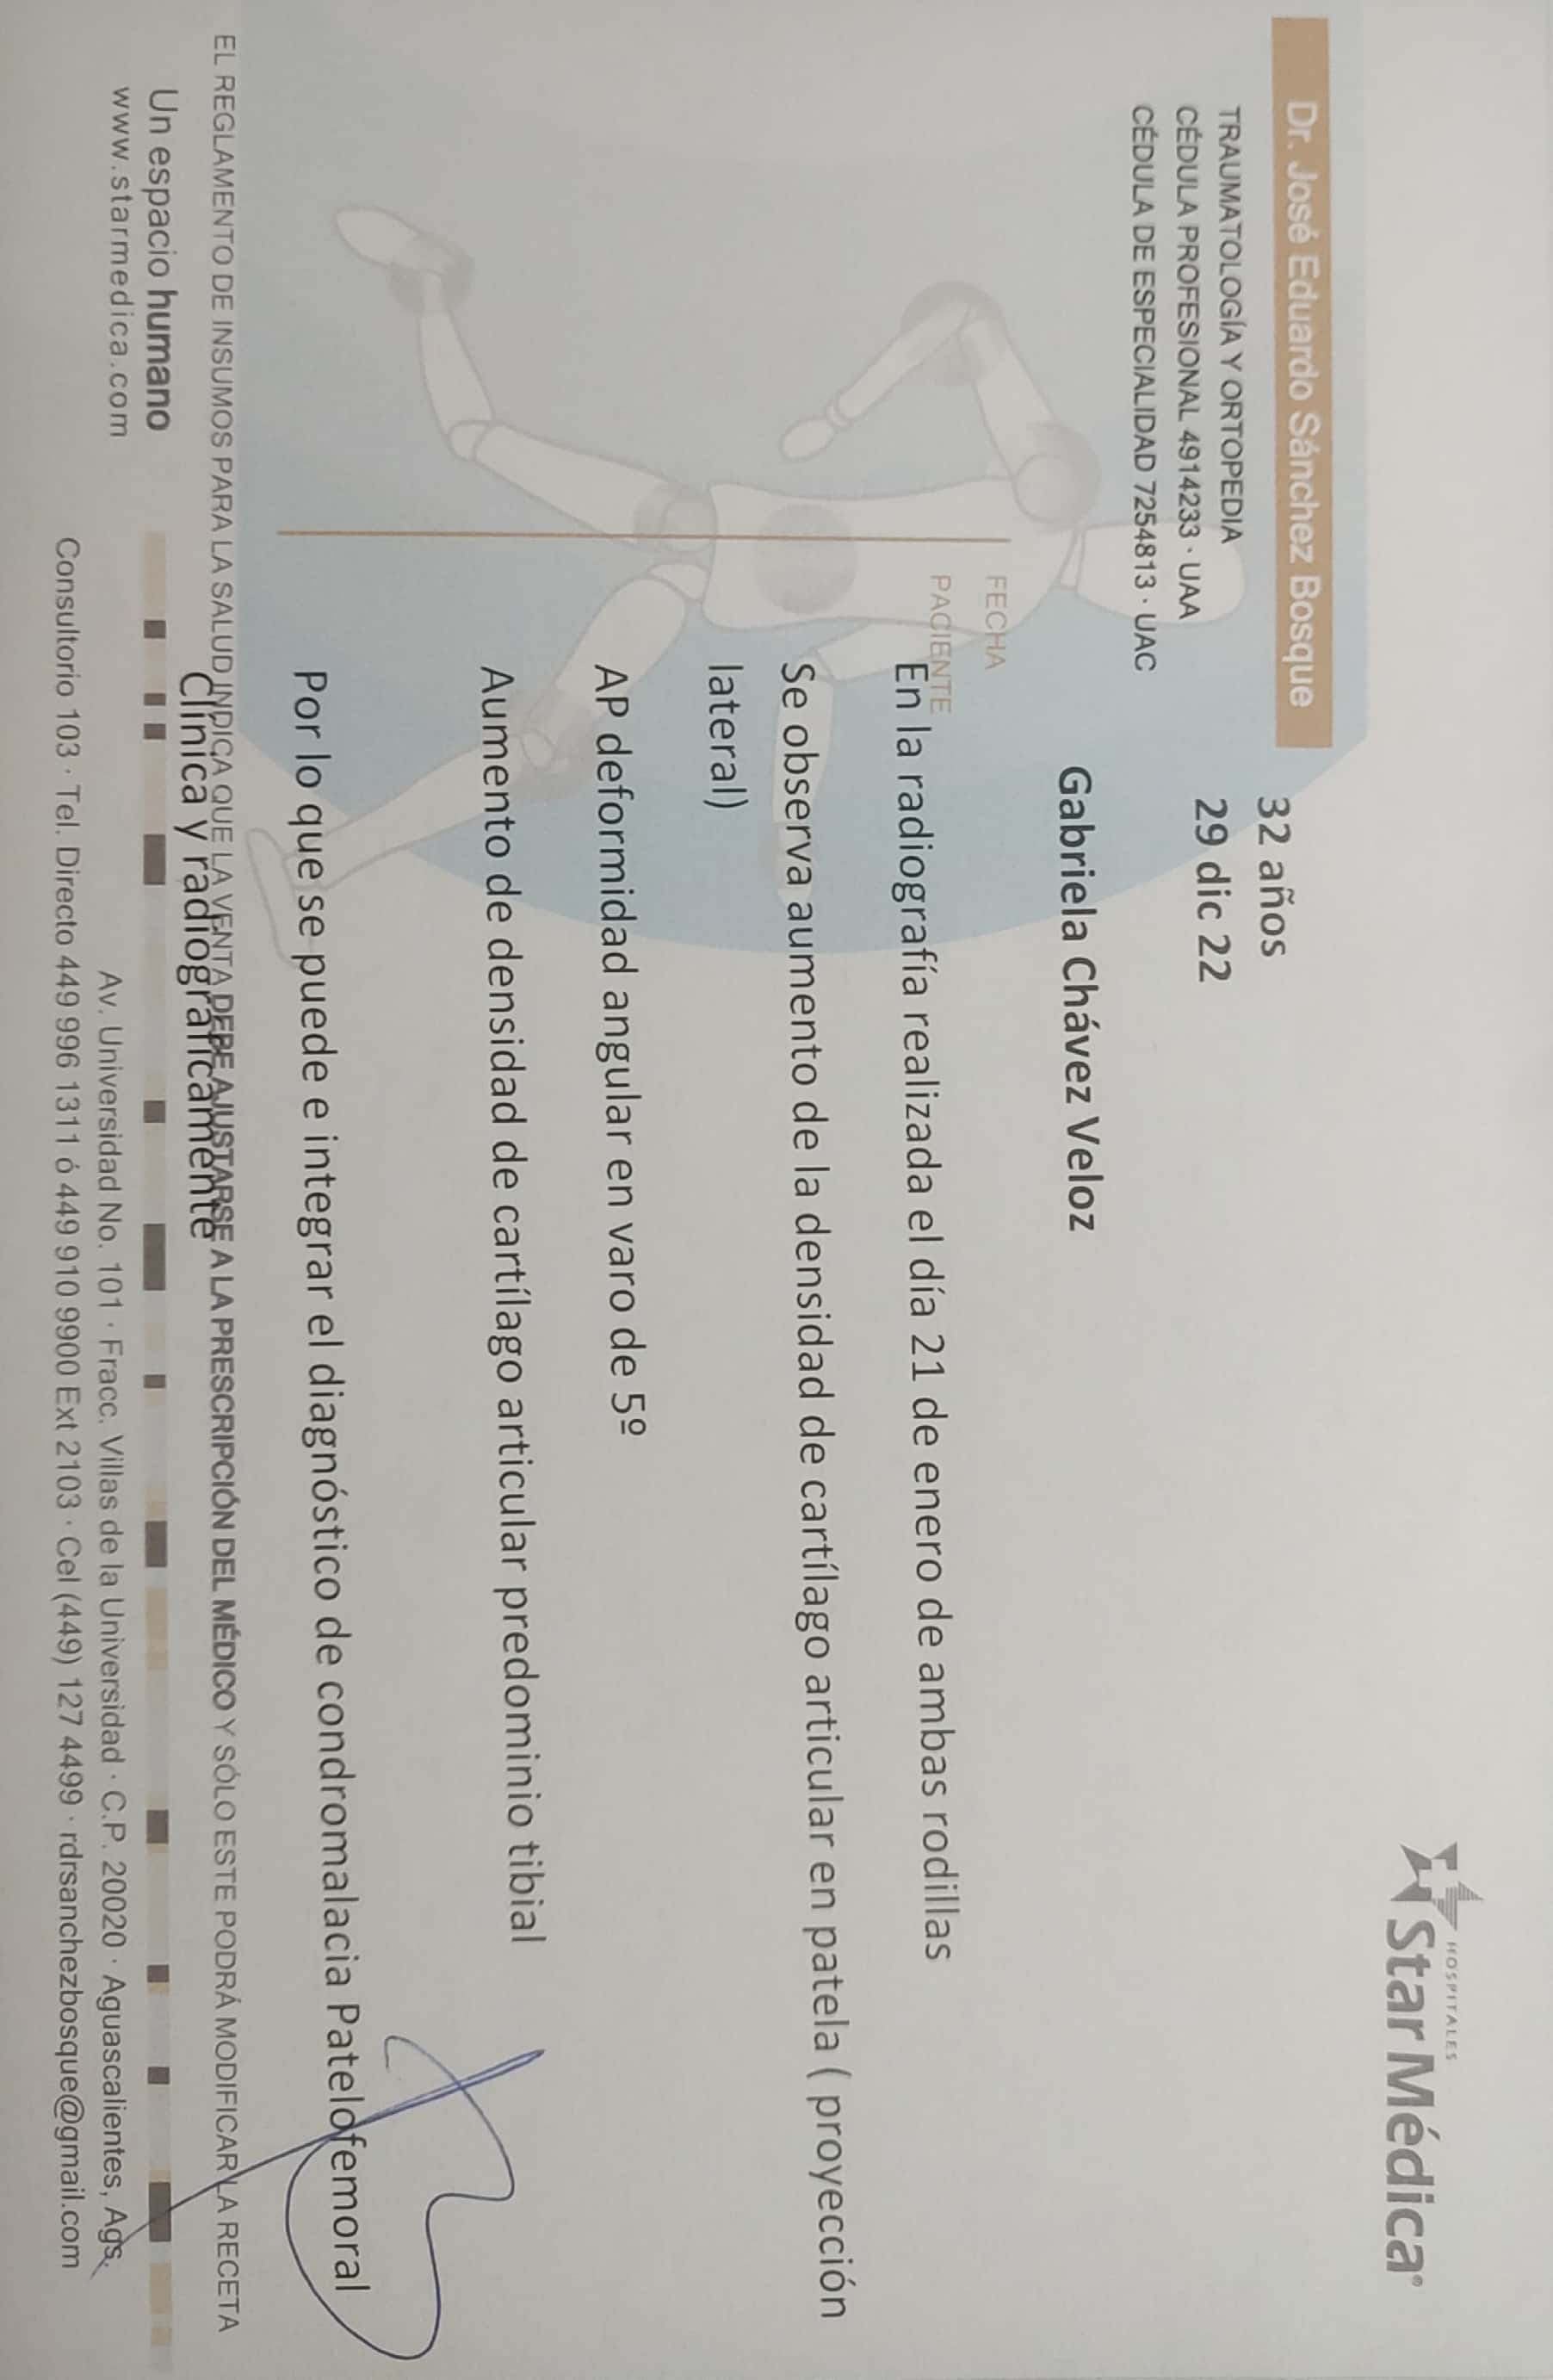 HOSPITALES
Star Médica
Dr. José Eduardo Sánchez Bosque
TRAUMATOLOGÍA Y ORTOPEDIA
CÉDULA PROFESIONAL 4914233 · UAA
CÉDULA DE ESPECIALIDAD 7254813 · UAC
32 años
29 dic 22
Gabriela Chávez Veloz
FECHA
PACIENTE
En la radiografía realizada el día 21 de enero de ambas rodillas
Se observa aumento de la densidad de cartílago articular en patela ( proyección
lateral)
AP deformidad angular en varo de 5º
Aumento de densidad de cartílago articular predominio tibial
Por lo que se puede e integrar el diagnóstico de condromalacia Patelofemoral
EL REGLAMENTO DE INSUMOS PARA LA SALUD INDICA QUE LA VENTA DEBE AJUSTARSE A LA PRESCRIPCIÓN DEL MÉDICO Y SÓLO ESTE PODRÁ MODIFICAR LA RECETA
Clínica y radiográficamente
Un espacio humano
www.starmedica.com
Av. Universidad No. 101 · Fracc. Villas de la Universidad · C.P. 20020 · Aguascalientes, Ags.
Consultorio 103 · Tel. Directo 449 996 1311 ó 449 910 9900 Ext 2103 · Cel (449) 127 4499 · rdrsanchezbosque@gmail.com